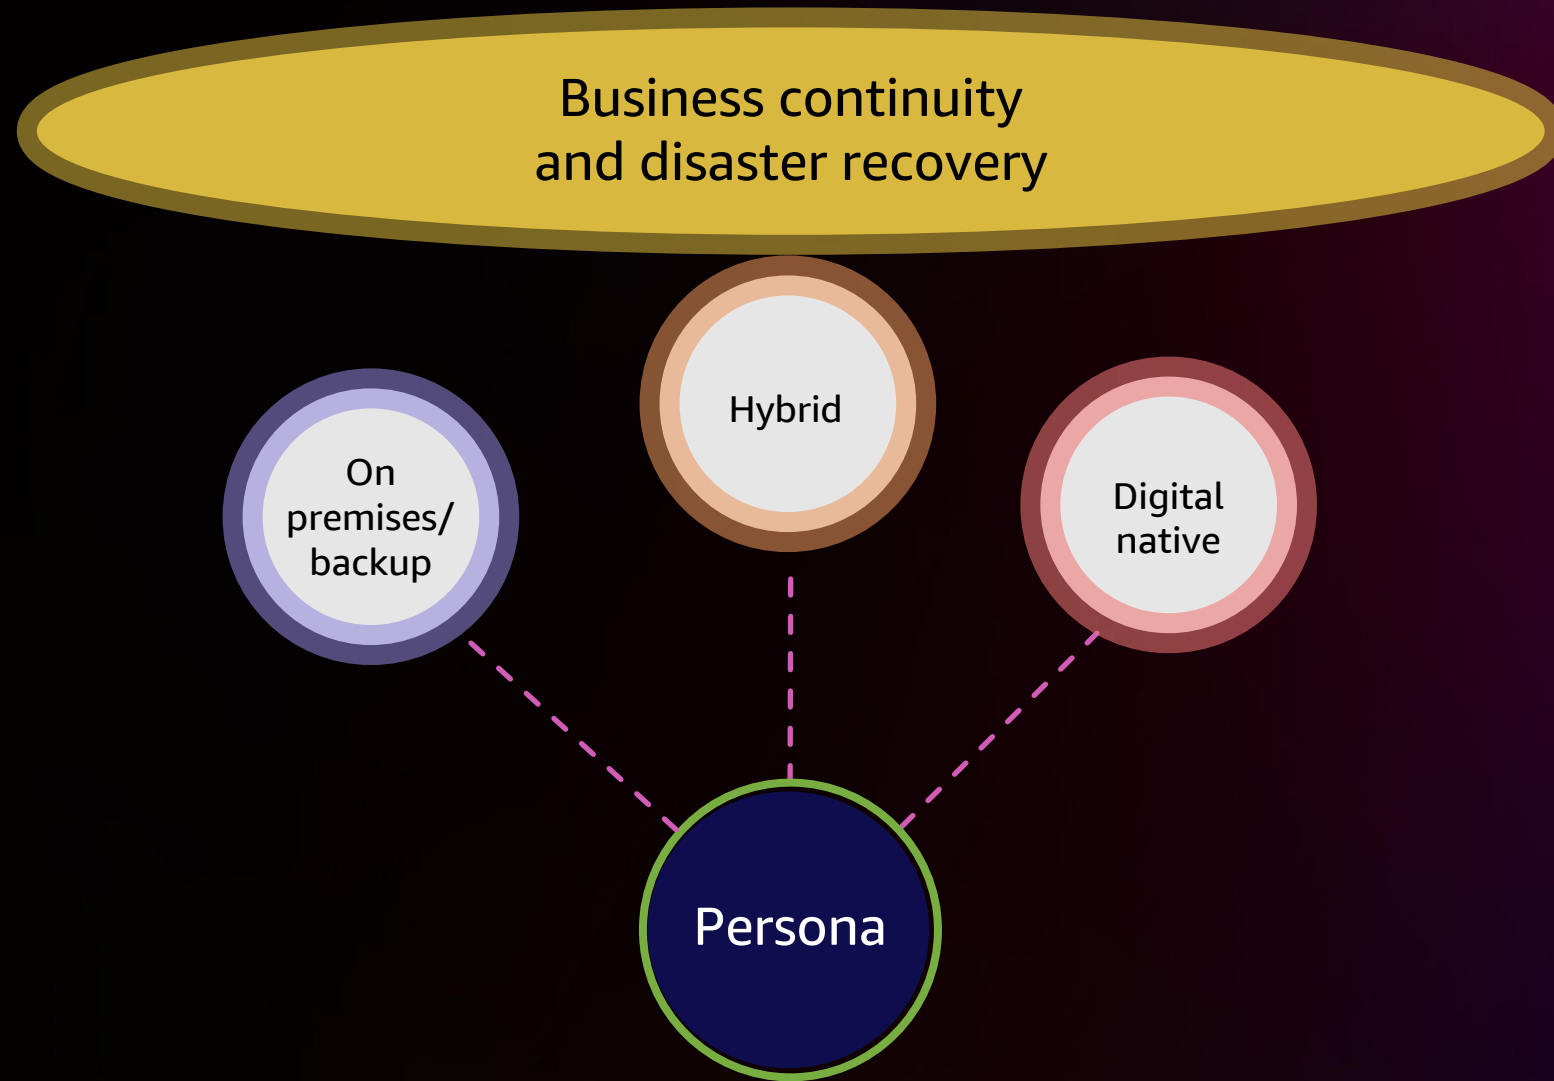 Business continuity
and disaster recovery
Hybrid
On
premises/
backup
Digital
native
Persona